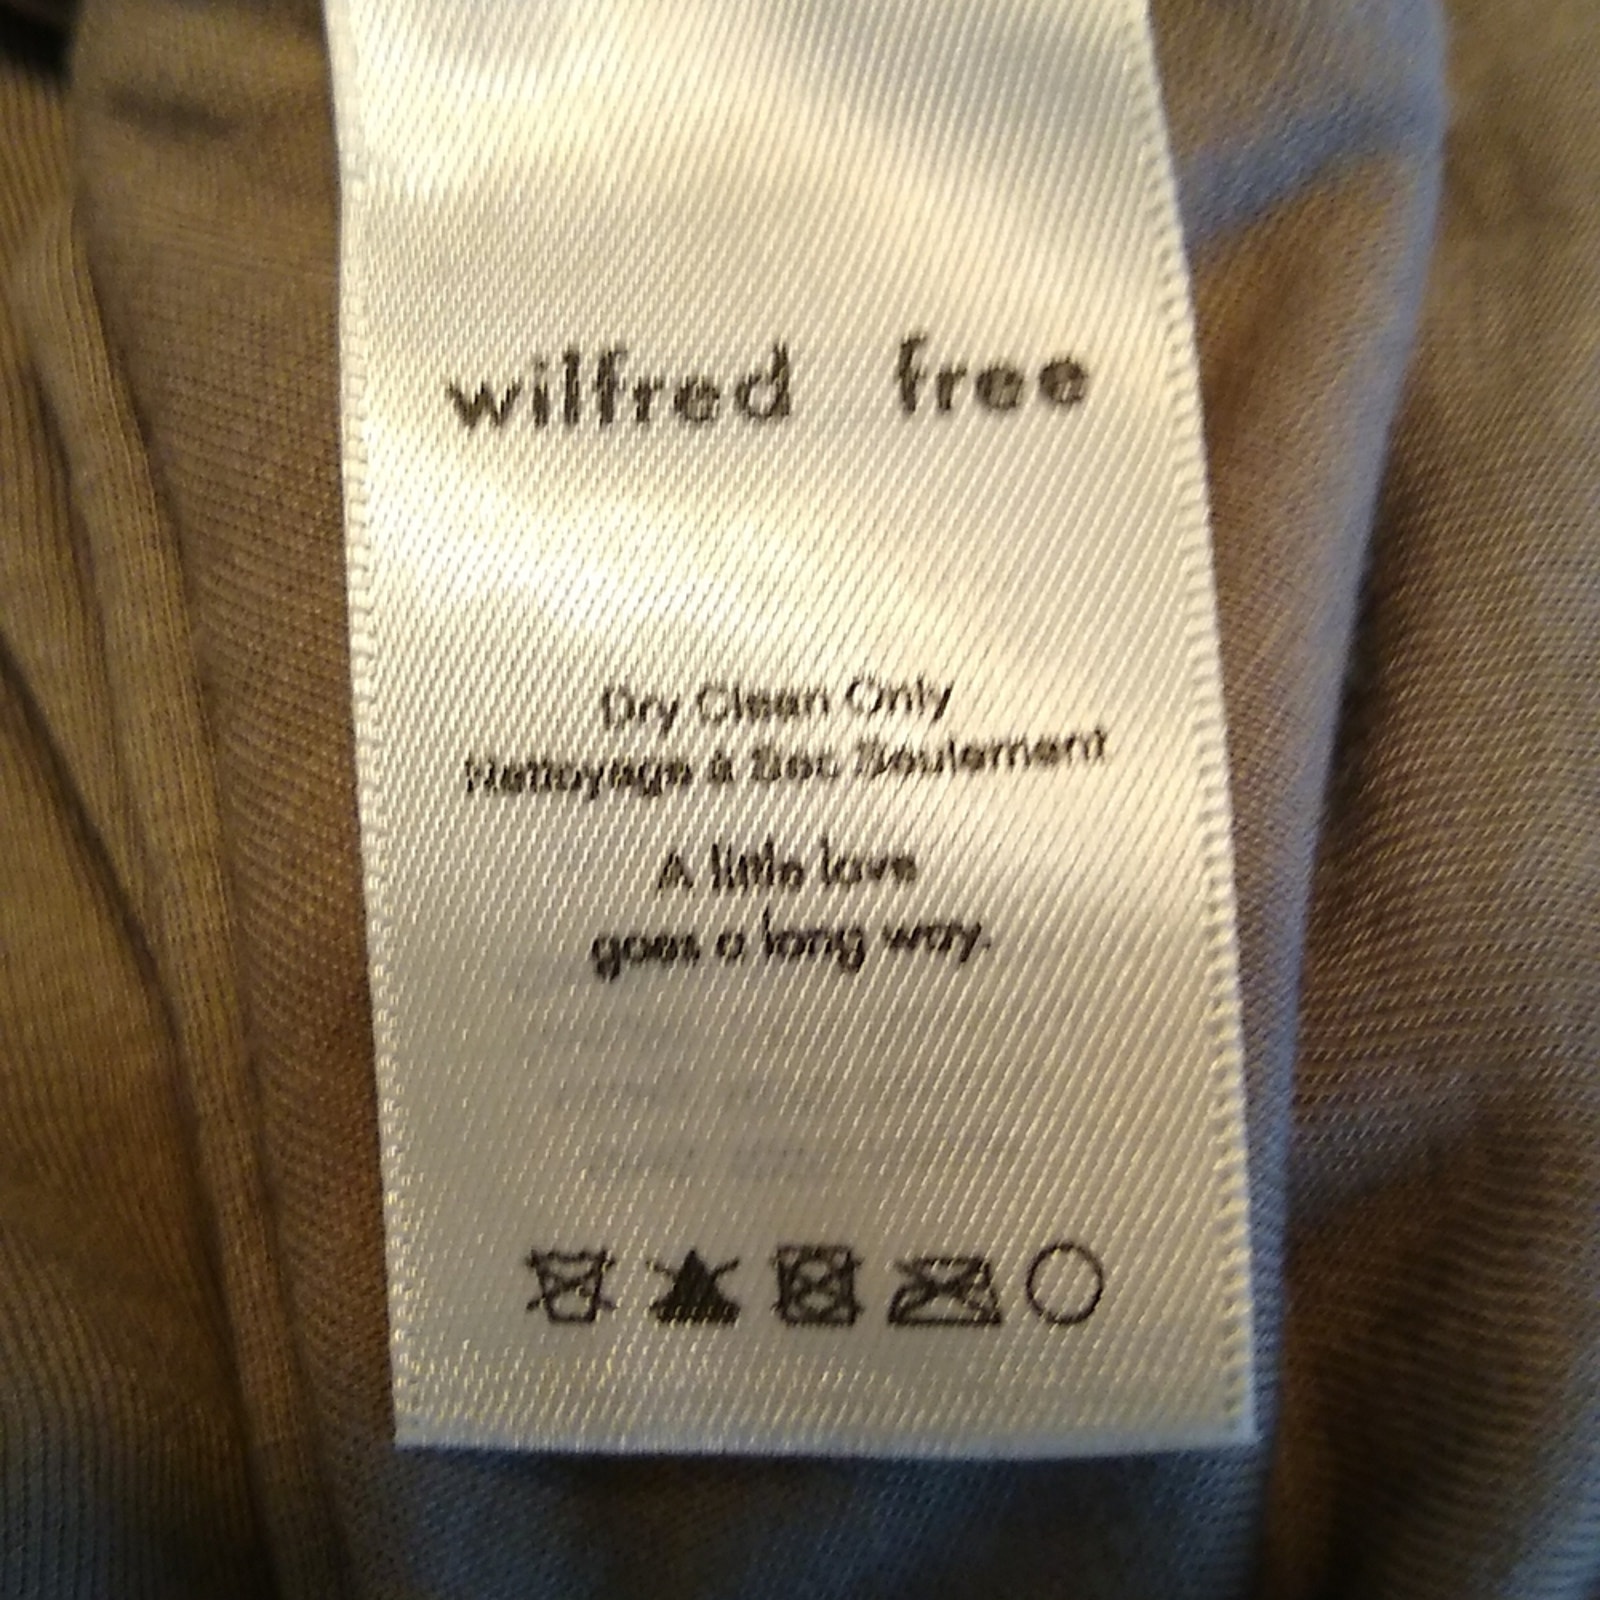 wilfred free
Dry Clean Only
Nettoyage à Sec Seulement
A little love
goes a long way.